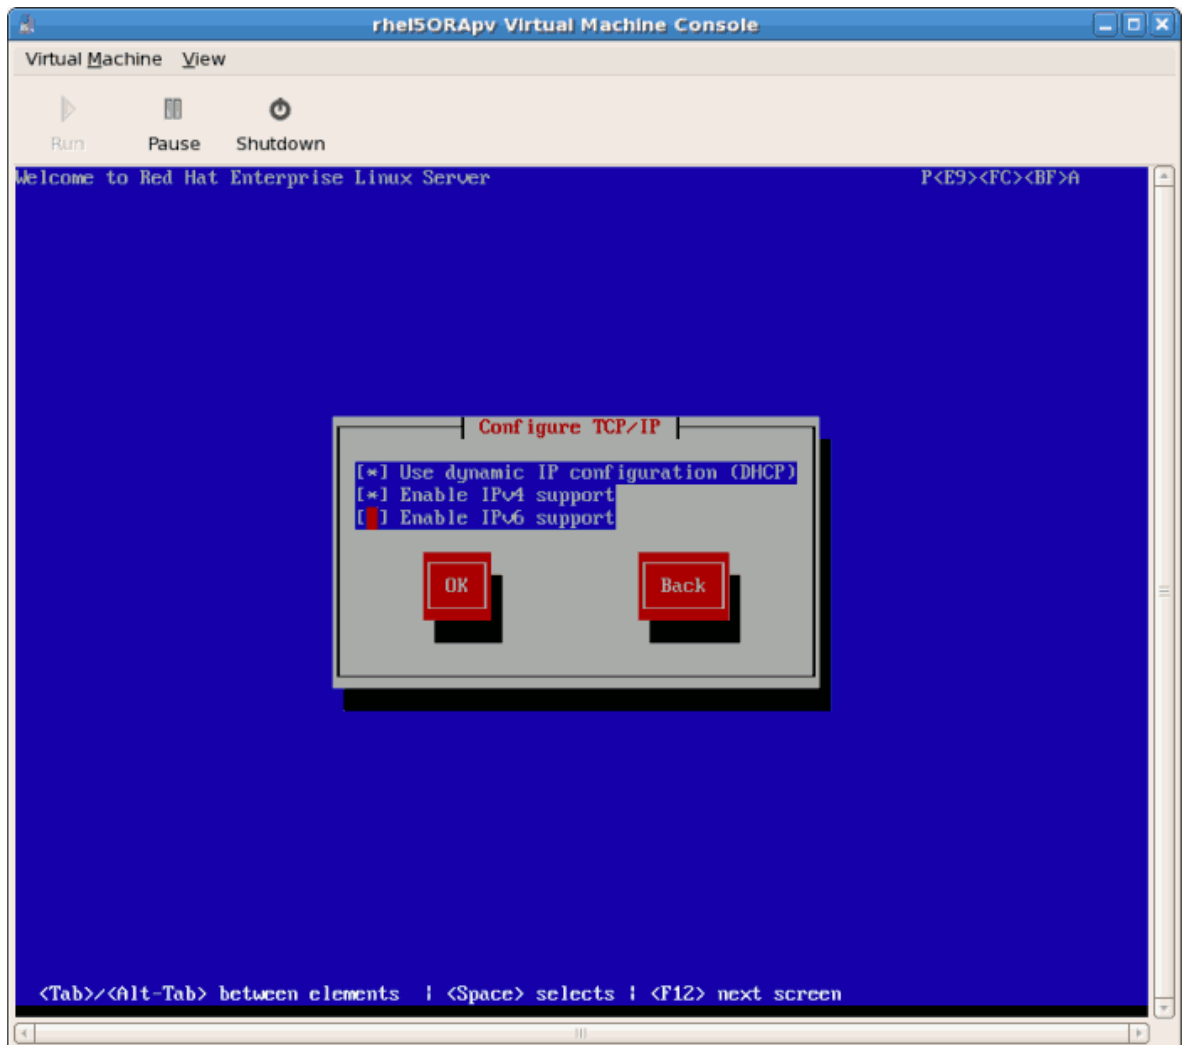 rhel5ORApv Virtual Machine Console
Virtual Machine View
Run Pause Shutdown
Welcome to Red Hat Enterprise Linux Server P<E9><FC><BF>A
Configure TCP/IP
[*] Use dynamic IP configuration (DHCP)
[*] Enable IPv4 support
[ ] Enable IPv6 support
OK Back
<Tab>/<Alt-Tab> between elements | <Space> selects | <F12> next screen